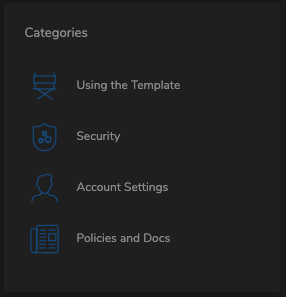 Categories
Using the Template
Security
Account Settings
Policies and Docs